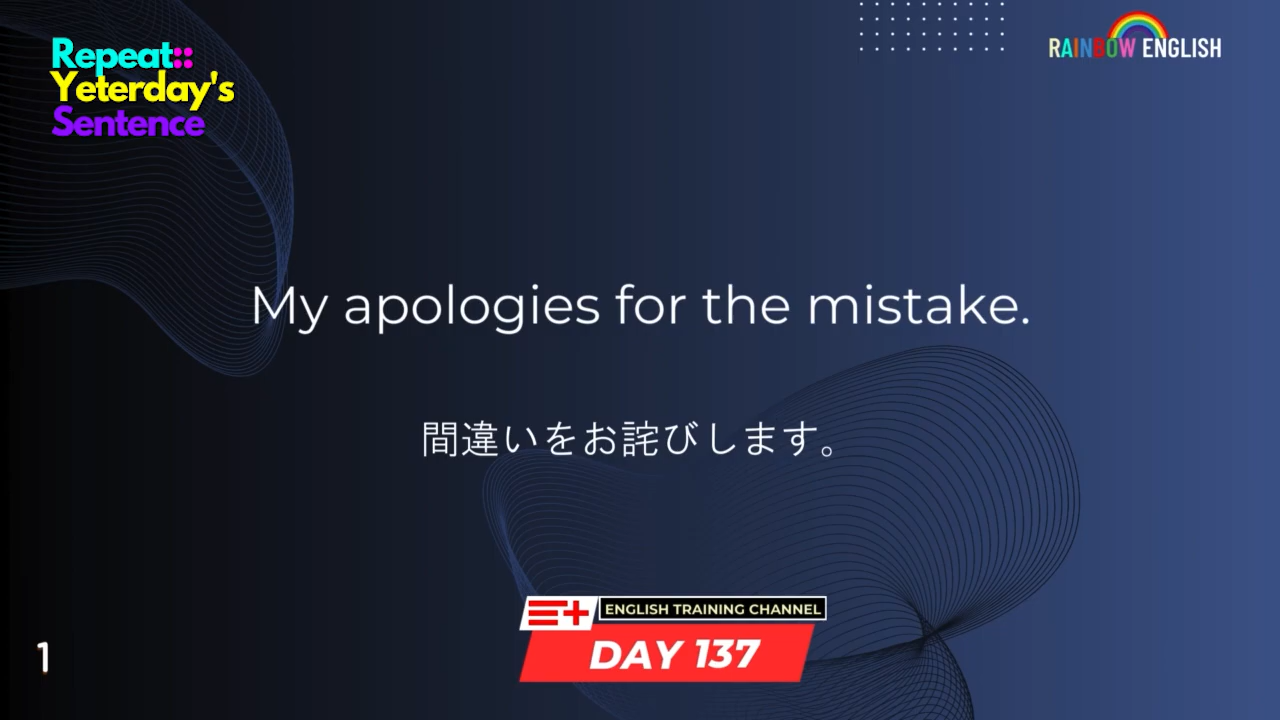 Repeat::
Yeterday's
Sentence
RAINBOW ENGLISH
My apologies for the mistake.
間違いをお詫びします。
ENGLISH TRAINING CHANNEL
DAY 137
1